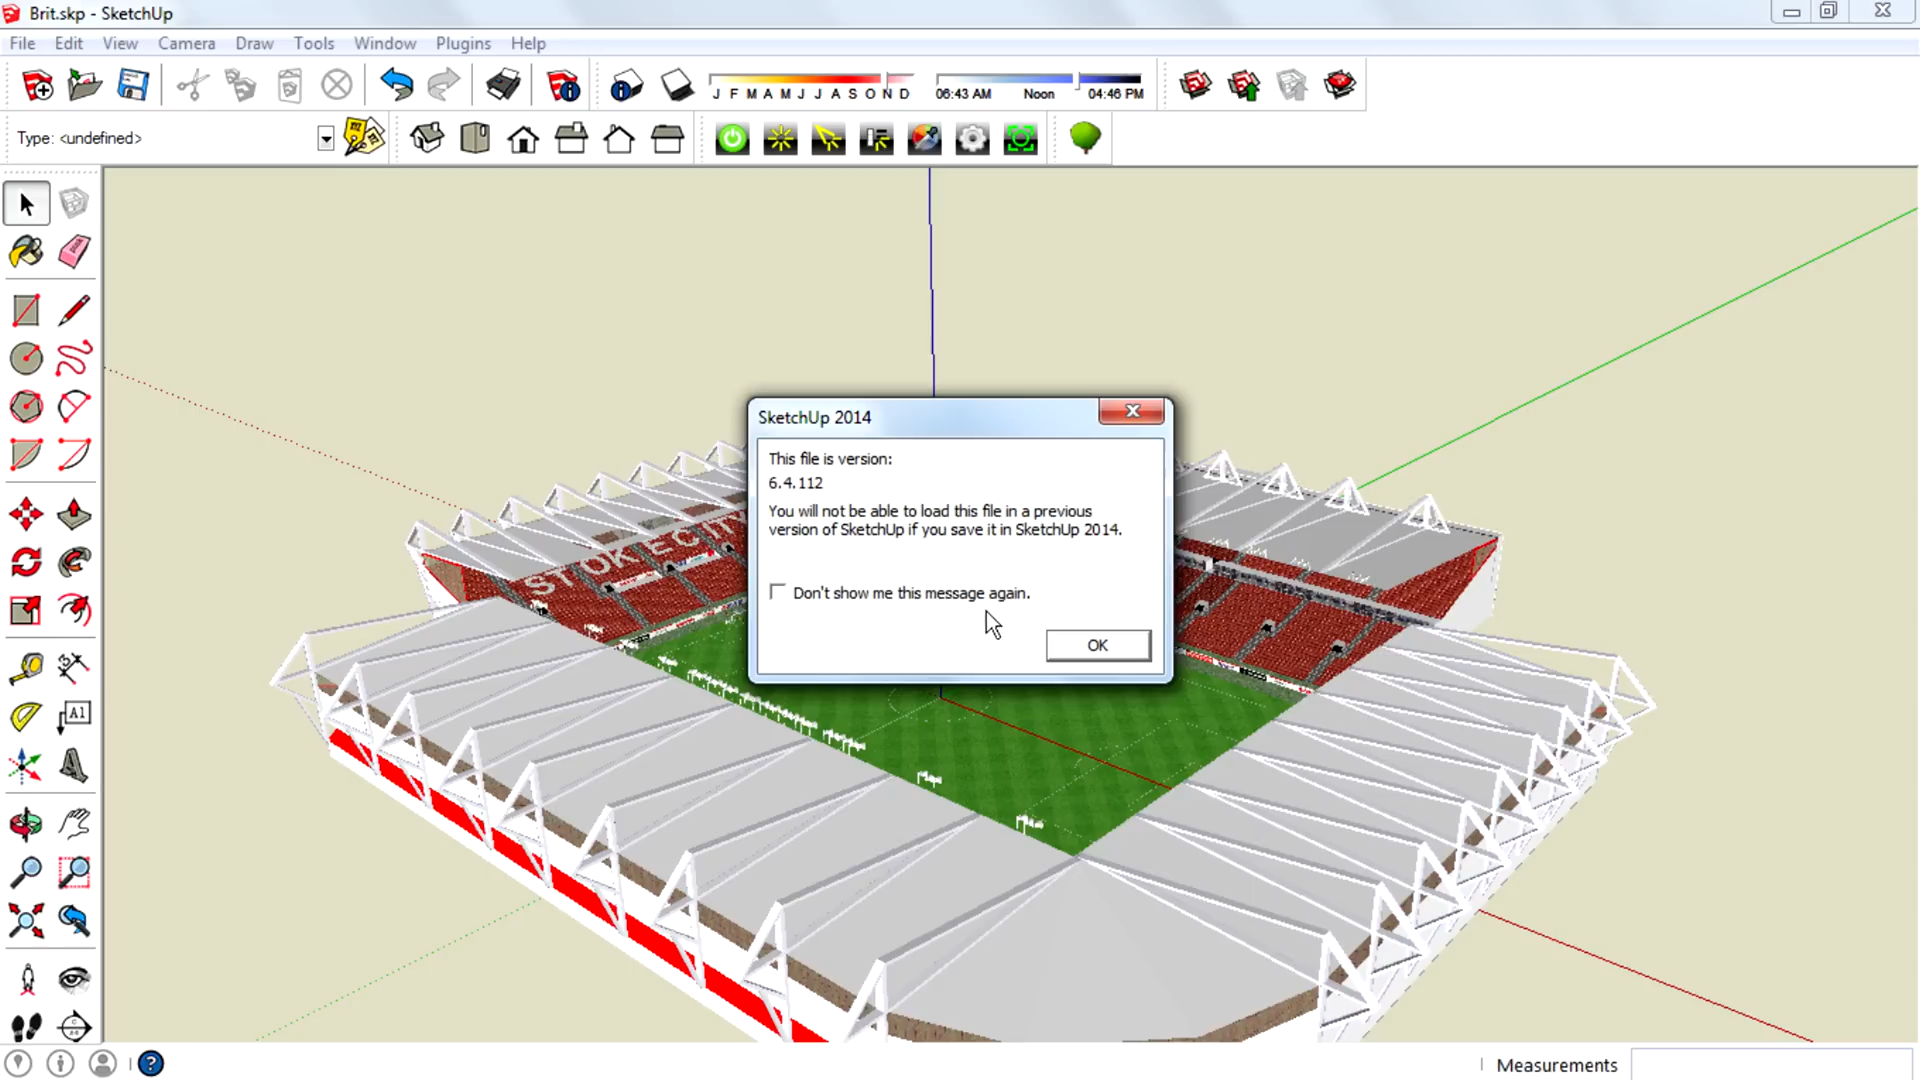 Brit.skp - SketchUp
File Edit View Camera Draw Tools Window Plugins Help
J F M A M J J A S O N D
06:43 AM Noon 04:46 PM
Type: <undefined>
SketchUp 2014
This file is version:
6.4.112
You will not be able to load this file in a previous
version of SketchUp if you save it in SketchUp 2014.
Don't show me this message again.
OK
STOKE CITY
A1
Measurements